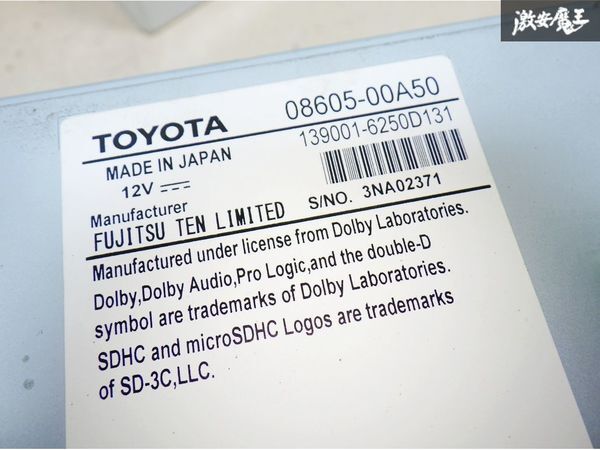 激安魔王
TOYOTA 08605-00A50
MADE IN JAPAN 139001-6250D131
12V
Manufacturer S/NO. 3NA02371
FUJITSU TEN LIMITED
Manufactured under license from Dolby Laboratories.
Dolby,Dolby Audio,Pro Logic,and the double-D
symbol are trademarks of Dolby Laboratories.
SDHC and microSDHC Logos are trademarks
of SD-3C,LLC.